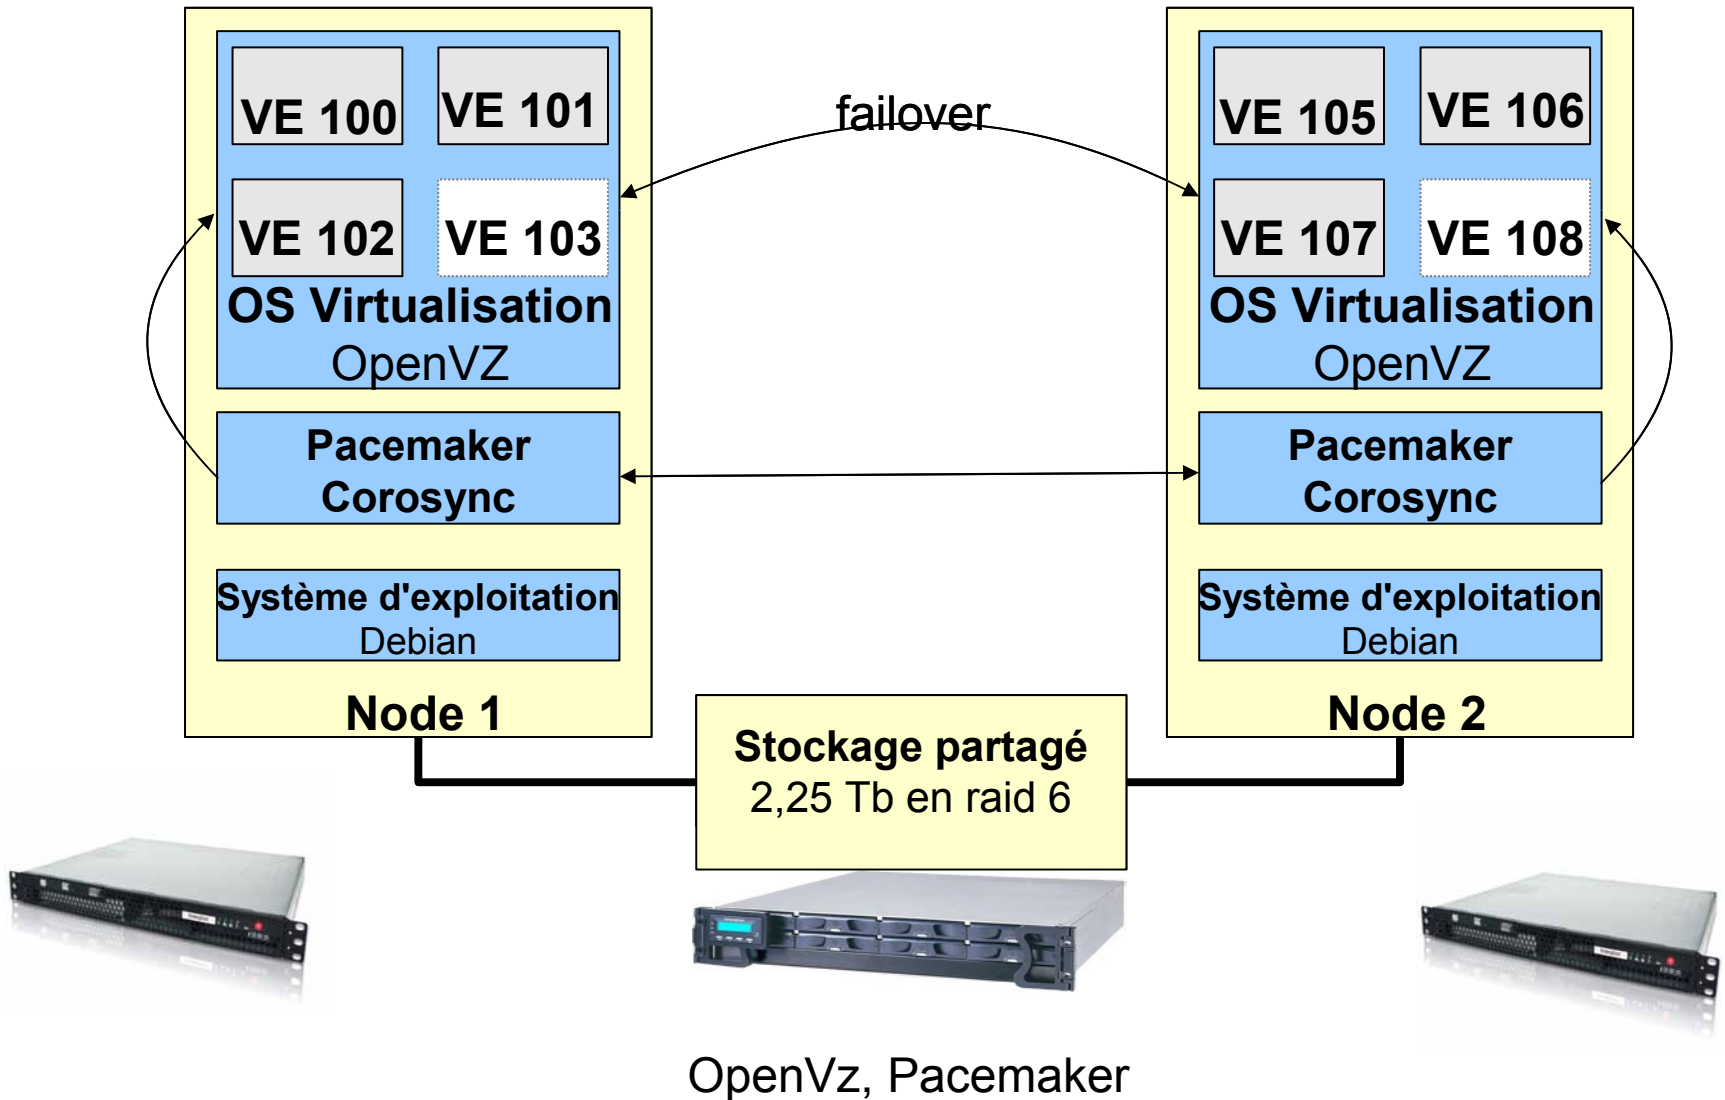 VE 100
VE 101
VE 102
VE 103
OS Virtualisation
OpenVZ
Pacemaker
Corosync
Système d'exploitation
Debian
Node 1
failover
VE 105
VE 106
VE 107
VE 108
OS Virtualisation
OpenVZ
Pacemaker
Corosync
Système d'exploitation
Debian
Node 2
Stockage partagé
2,25 Tb en raid 6
OpenVz, Pacemaker